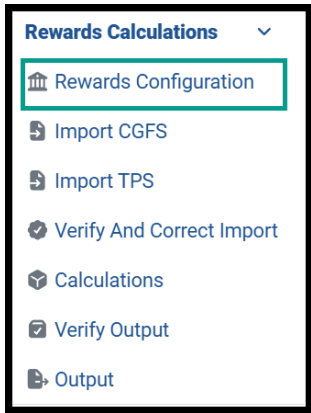 Rewards Calculations
Rewards Configuration
Import CGFS
Import TPS
Verify And Correct Import
Calculations
Verify Output
Output